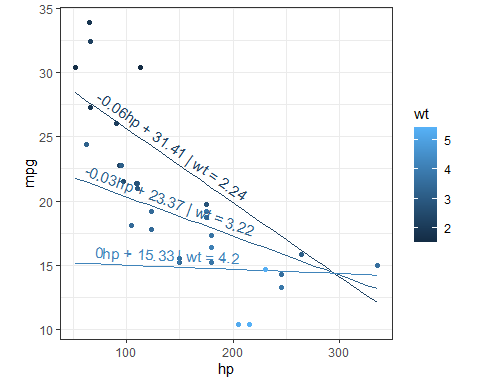 35
30
25
20
15
10
mpg
-0.06hp + 31.41 | wt = 2.24
-0.03hp + 23.37 | wt = 3.22
0hp + 15.33 | wt = 4.2
100
200
300
hp
wt
5
4
3
2